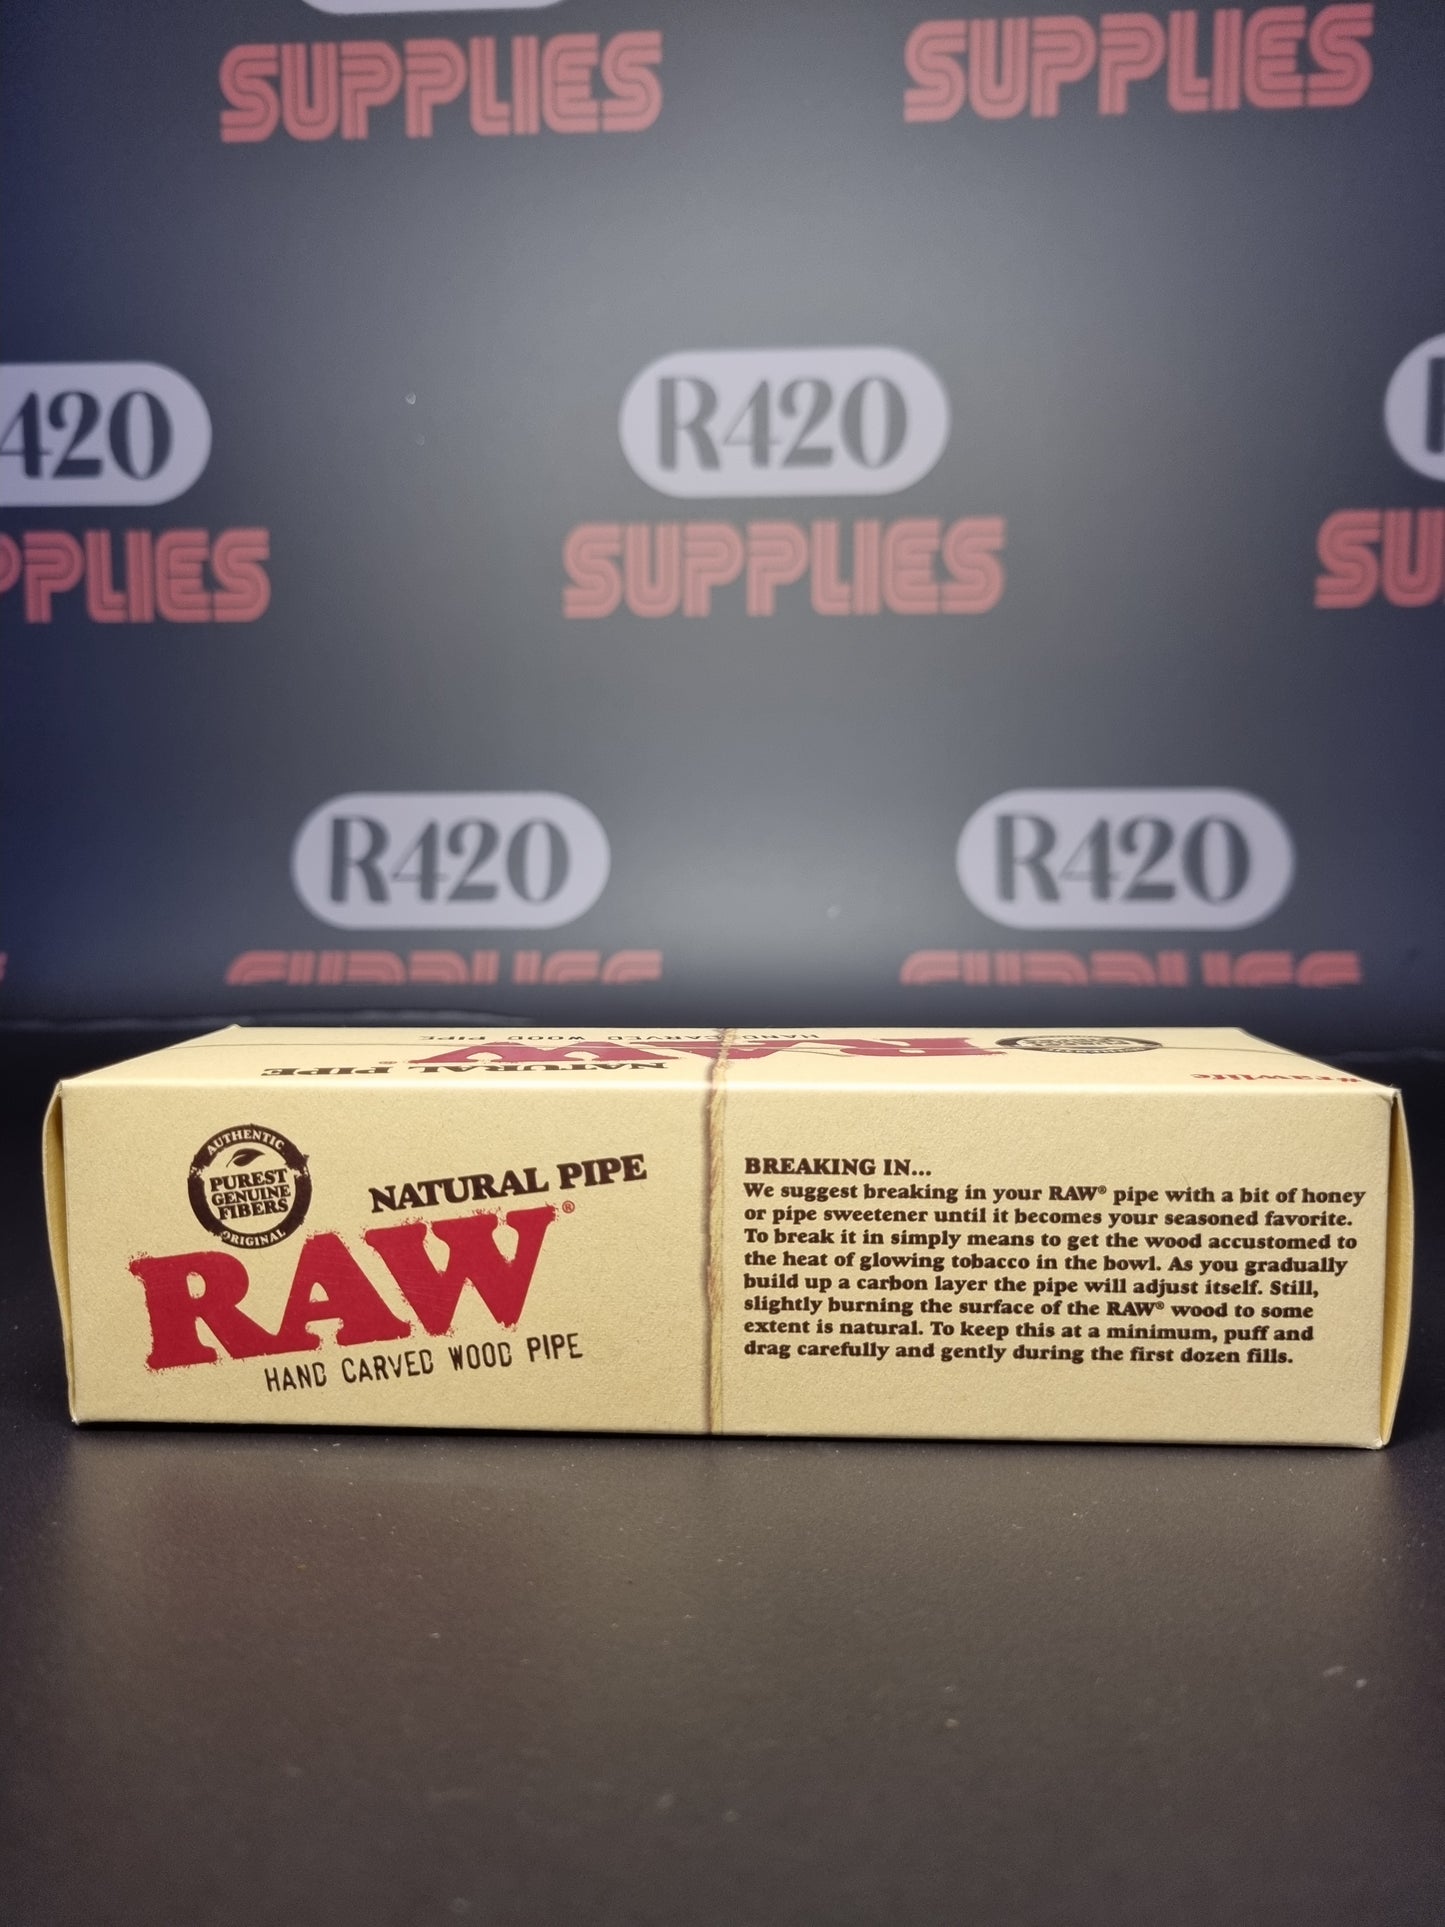 SUPPLIES
SUPPLIES
420
R420
R
PPLIES
SUPPLIES
SU
R420
R420
SUPPLIES
SUPPLIES
HAND CARVED WOOD PIPE
RAW®
NATURAL PIPE
#rawlife
AUTHENTIC
PUREST
GENUINE
FIBERS
ORIGINAL
NATURAL PIPE
RAW®
HAND CARVED WOOD PIPE
BREAKING IN...
We suggest breaking in your RAW® pipe with a bit of honey
or pipe sweetener until it becomes your seasoned favorite.
To break it in simply means to get the wood accustomed to
the heat of glowing tobacco in the bowl. As you gradually
build up a carbon layer the pipe will adjust itself. Still,
slightly burning the surface of the RAW® wood to some
extent is natural. To keep this at a minimum, puff and
drag carefully and gently during the first dozen fills.